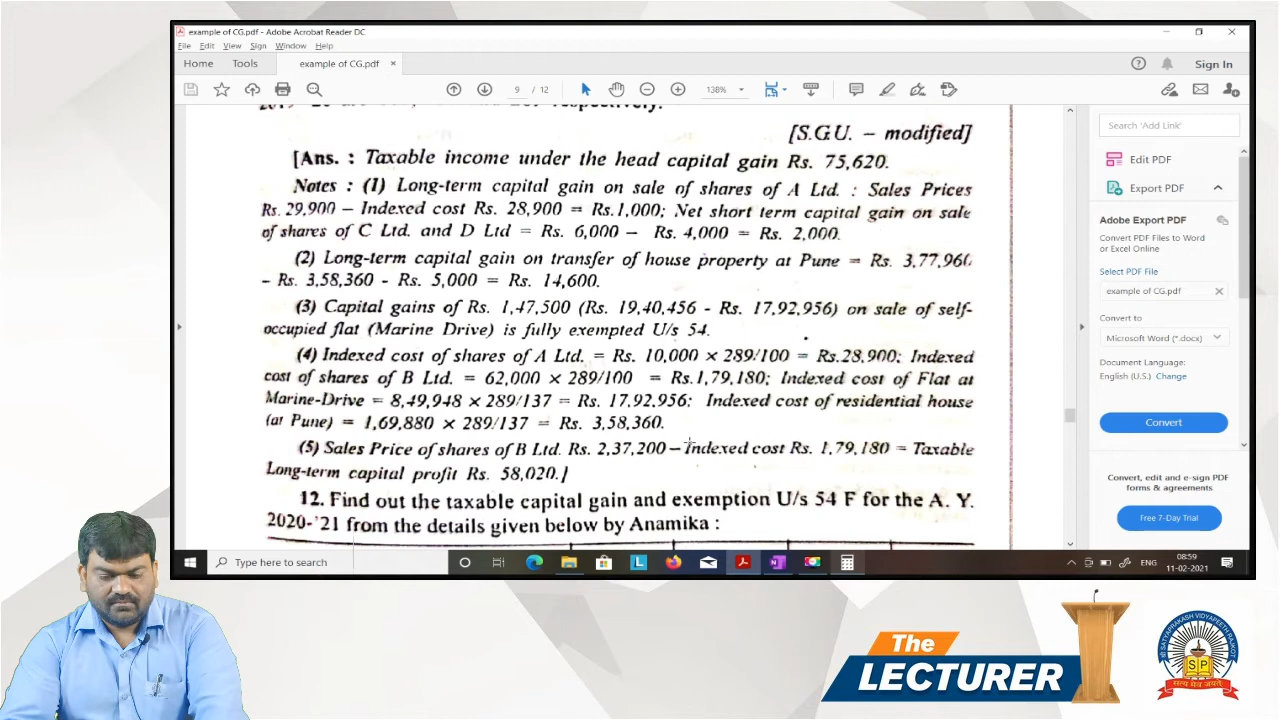 example of CG.pdf - Adobe Acrobat Reader DC
File Edit View Sign Window Help
Home Tools example of CG.pdf × Sign In
9 / 12 138%
[S.G.U. – modified]
[Ans. : Taxable income under the head capital gain Rs. 75,620.
Notes : (1) Long-term capital gain on sale of shares of A Ltd. : Sales Prices
Rs. 29,900 – Indexed cost Rs. 28,900 = Rs.1,000; Net short term capital gain on sale
of shares of C Ltd. and D Ltd = Rs. 6,000 – Rs. 4,000 = Rs. 2,000.
(2) Long-term capital gain on transfer of house property at Pune = Rs. 3,77,960
- Rs. 3,58,360 - Rs. 5,000 = Rs. 14,600.
(3) Capital gains of Rs. 1,47,500 (Rs. 19,40,456 - Rs. 17,92,956) on sale of self-
occupied flat (Marine Drive) is fully exempted U/s 54.
(4) Indexed cost of shares of A Ltd. = Rs. 10,000 × 289/100 = Rs.28,900; Indexed
cost of shares of B Ltd. = 62,000 × 289/100 = Rs.1,79,180; Indexed cost of Flat at
Marine-Drive = 8,49,948 × 289/137 = Rs. 17,92,956; Indexed cost of residential house
(at Pune) = 1,69,880 × 289/137 = Rs. 3,58,360.
(5) Sales Price of shares of B Ltd. Rs. 2,37,200 – Indexed cost Rs. 1,79,180 = Taxable
Long-term capital profit Rs. 58,020.]
12. Find out the taxable capital gain and exemption U/s 54 F for the A. Y.
2020-'21 from the details given below by Anamika :
Search 'Add Link'
Edit PDF
Export PDF
Adobe Export PDF
Convert PDF Files to Word
or Excel Online
Select PDF File
example of CG.pdf ×
Convert to
Microsoft Word (*.docx)
Document Language:
English (U.S.) Change
Convert
Convert, edit and e-sign PDF
forms & agreements
Free 7-Day Trial
Type here to search
ENG
08:59
11-02-2021
The
LECTURER
SP